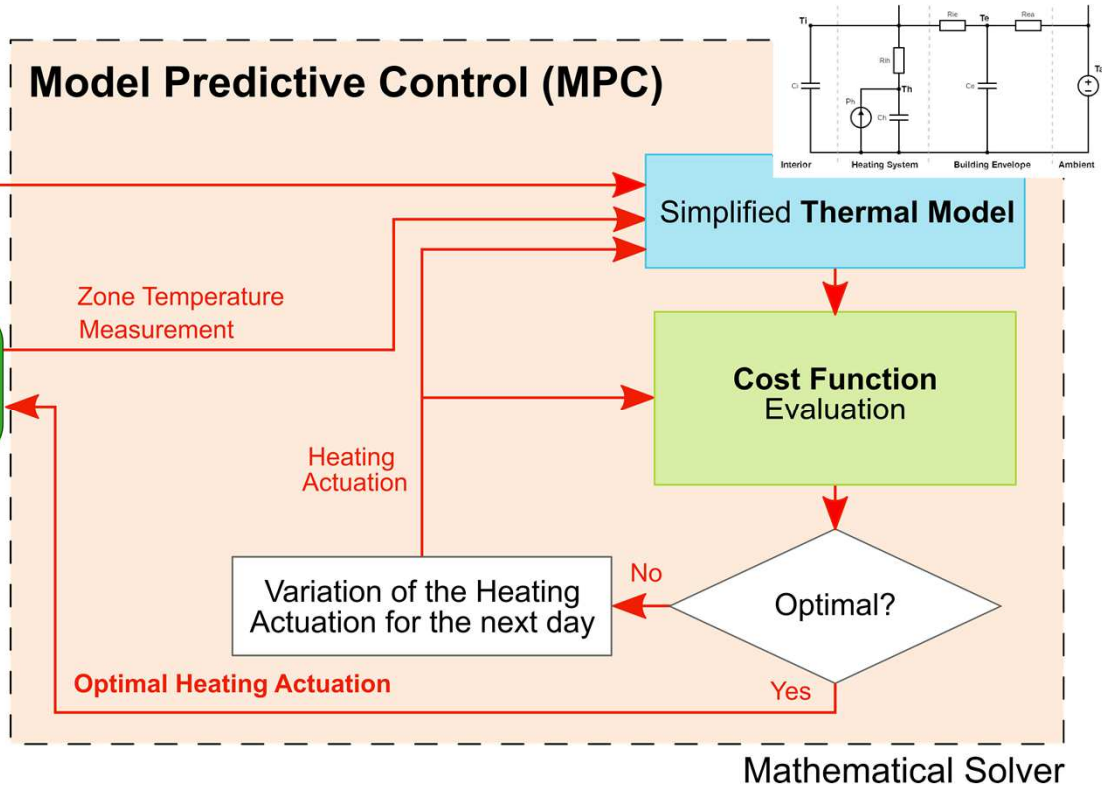 Model Predictive Control (MPC)
Ti
Rie
Te
Rea
Rih
Ci
Ph
Th
Ch
Ce
Interior
Heating System
Building Envelope
Ambient
Simplified Thermal Model
Zone Temperature
Measurement
Cost Function
Evaluation
Heating
Actuation
Variation of the Heating
Actuation for the next day
No
Optimal?
Optimal Heating Actuation
Yes
Mathematical Solver